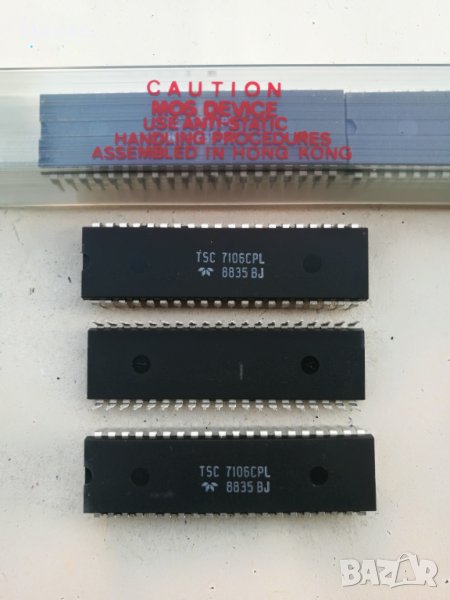 CAUTION
MOS DEVICE
USE ANTI-STATIC
HANDLING PROCEDURES
ASSEMBLED IN HONG KONG
TSC 7106CPL
8835 BJ
TSC 7106CPL
8835 BJ
BAZAR